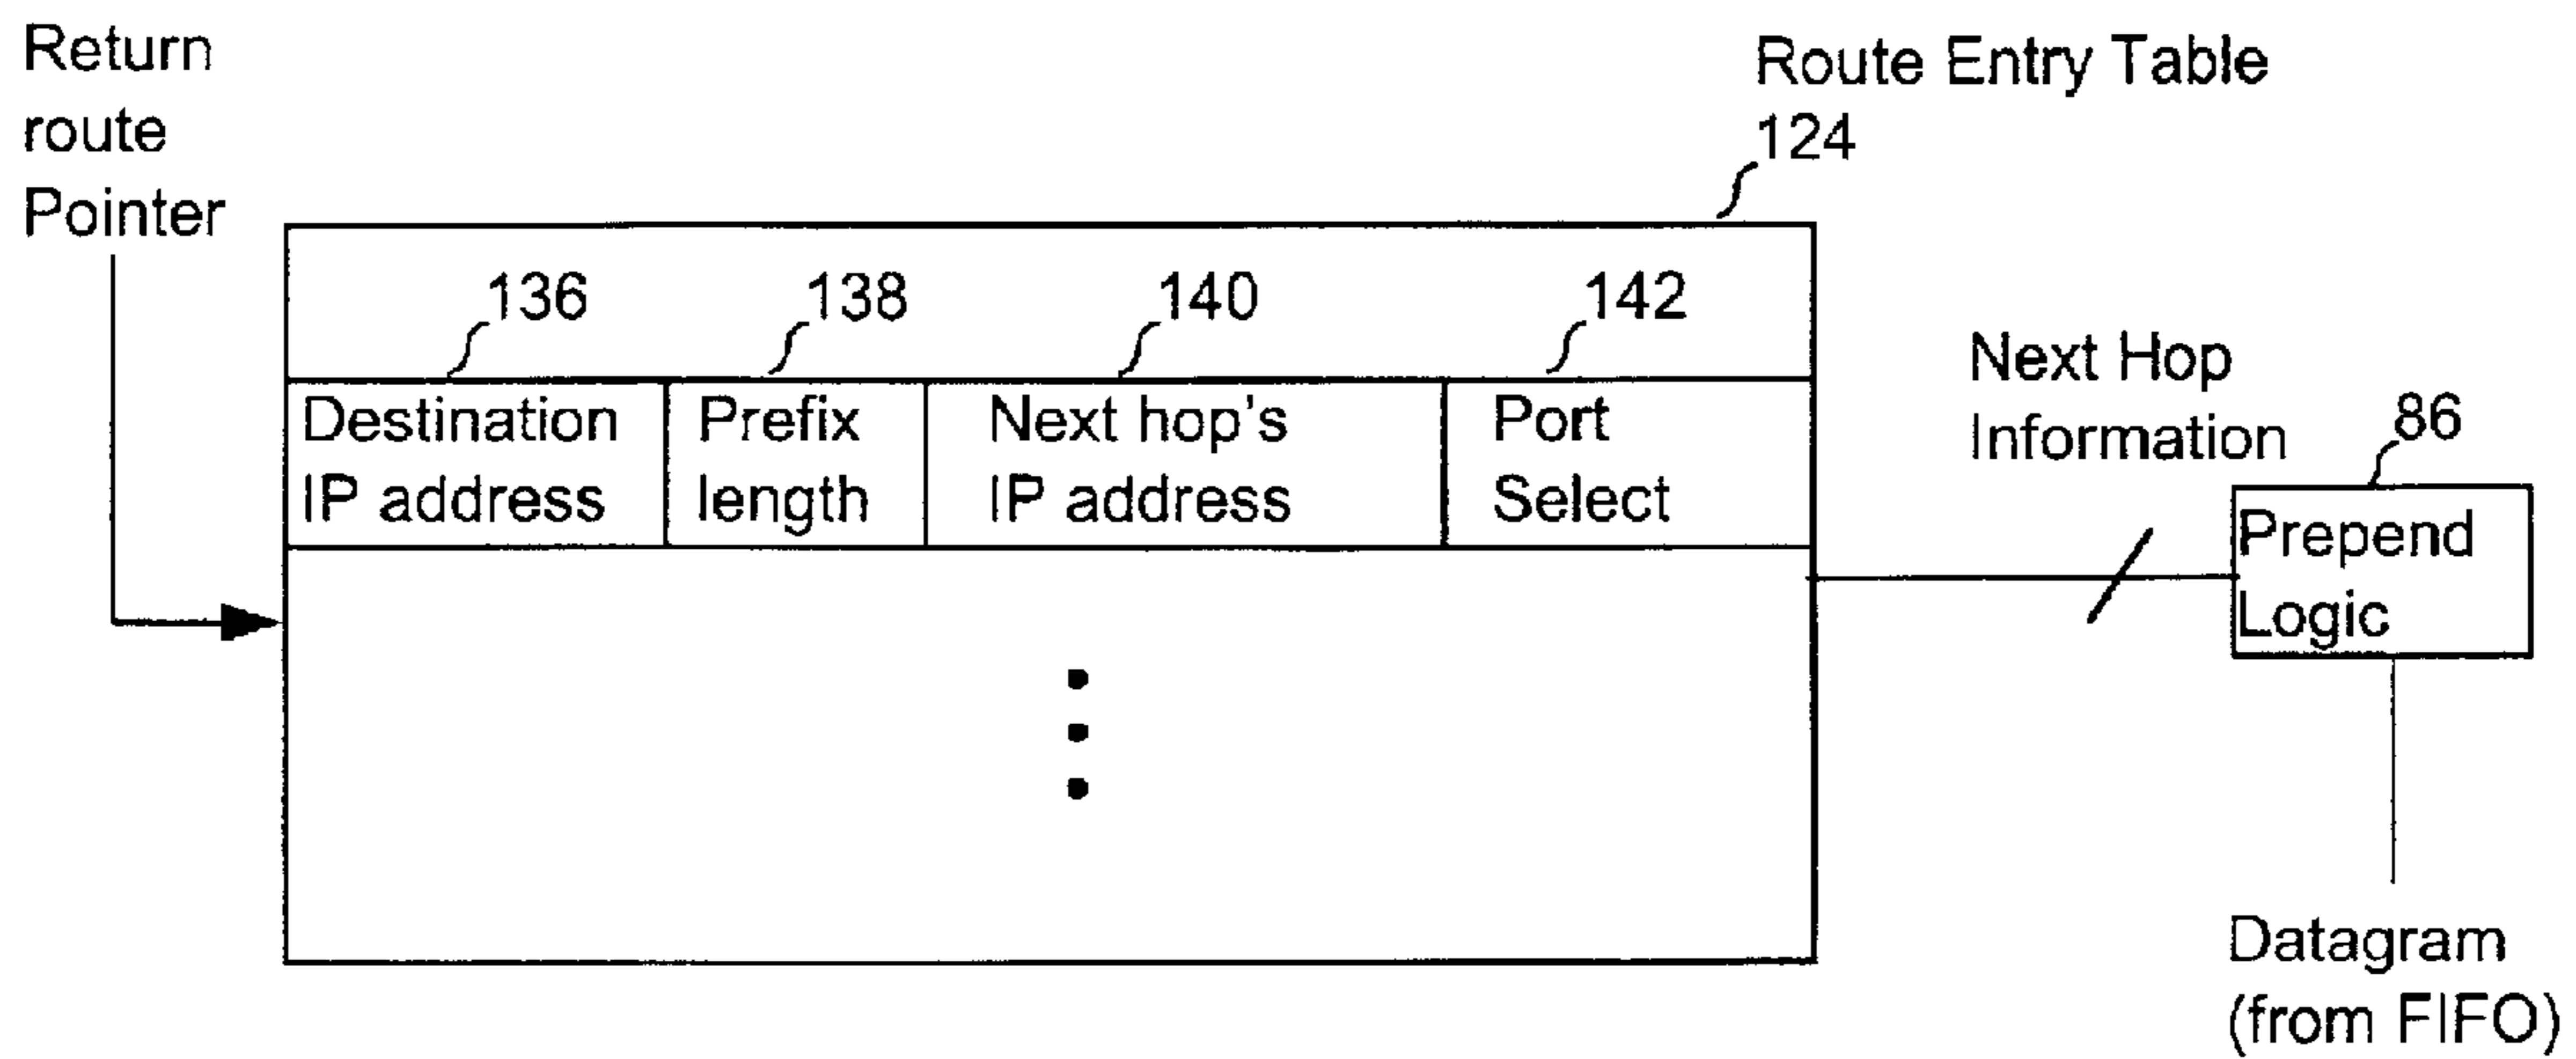 Return
route
Pointer
Route Entry Table
124
136
138
140
142
Destination
IP address
Prefix
length
Next hop's
IP address
Port
Select
Next Hop
Information
86
Prepend
Logic
Datagram
(from FIFO)